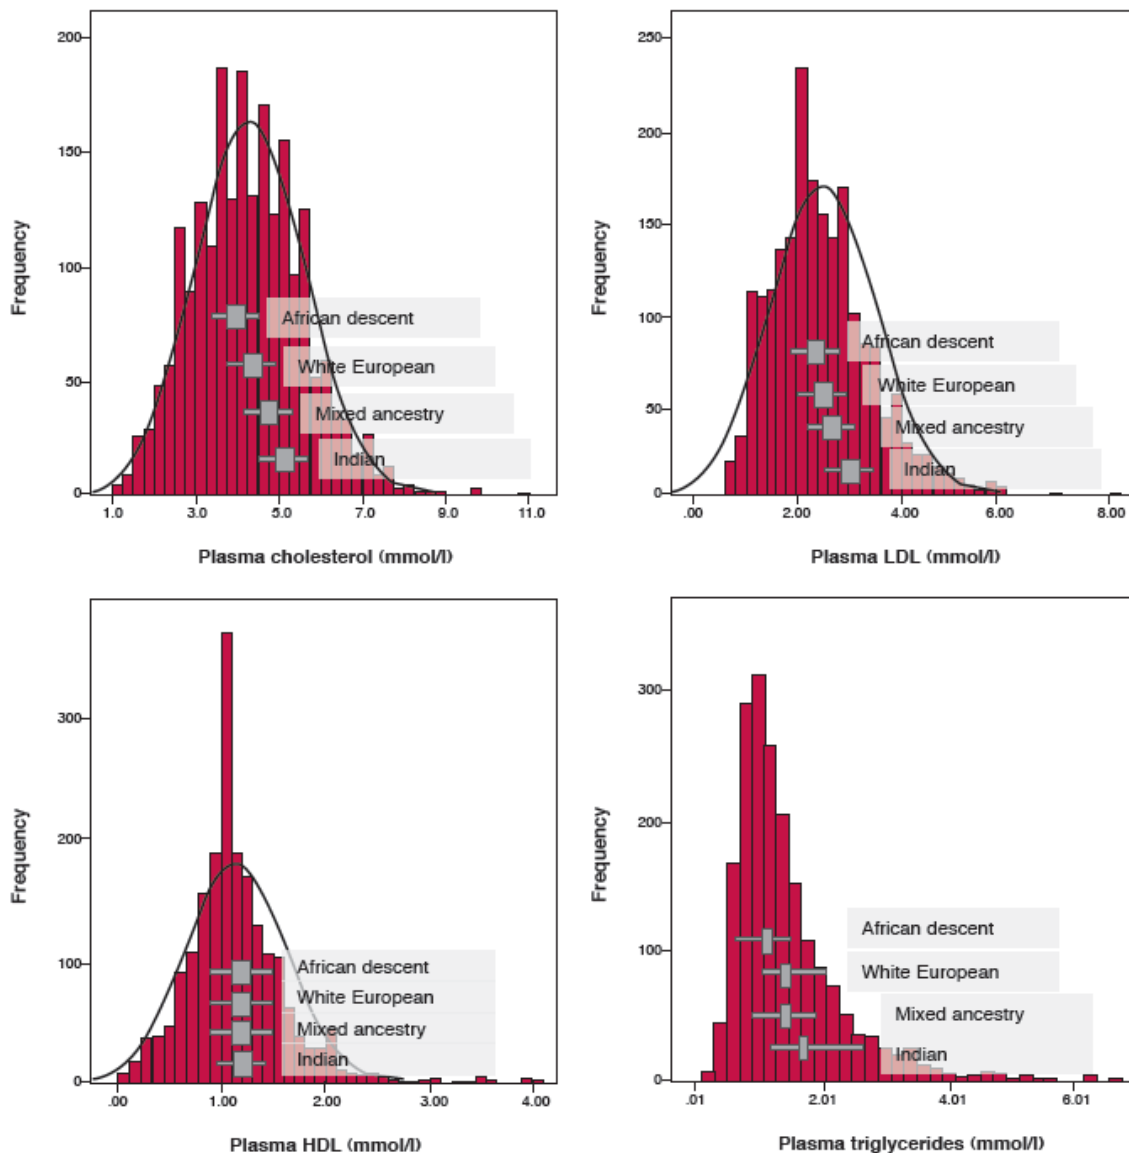 200
150
100
50
0
Frequency
African descent
White European
Mixed ancestry
Indian
1.0 3.0 5.0 7.0 9.0 11.0
Plasma cholesterol (mmol/l)
250
200
150
100
50
0
Frequency
African descent
White European
Mixed ancestry
Indian
.00 2.00 4.00 6.00 8.00
Plasma LDL (mmol/l)
300
200
100
0
Frequency
African descent
White European
Mixed ancestry
Indian
.00 1.00 2.00 3.00 4.00
Plasma HDL (mmol/l)
300
200
100
0
Frequency
African descent
White European
Mixed ancestry
Indian
.01 2.01 4.01 6.01
Plasma triglycerides (mmol/l)